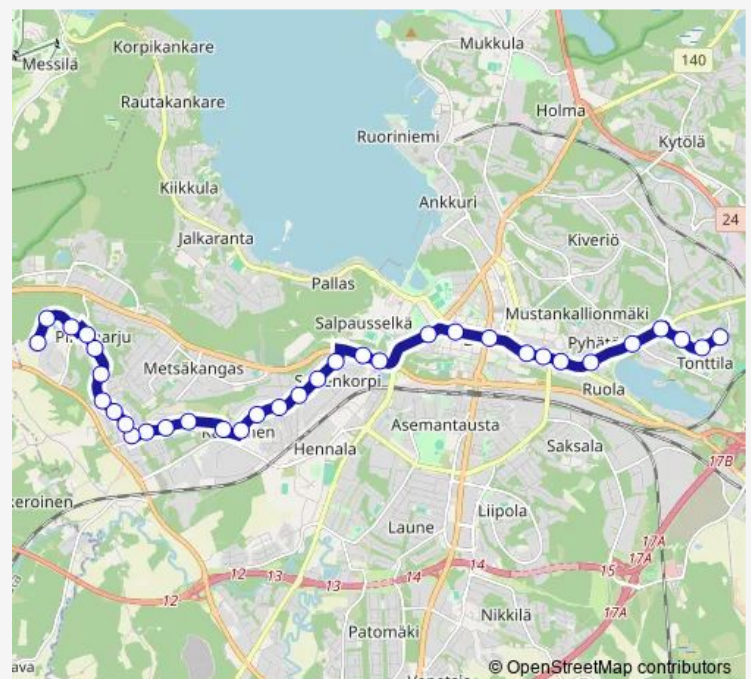 Mukkula
Korpikankare
140
Messilä
Rautakankare
Holma
Ruoriniemi
Kytölä
Kiikkula
Ankkuri
24
Jalkaranta
Kiveriö
Pallas
Salpausselkä
Mustankallionmäki
Metsäkangas
Tonttila
Ruola
Asemantausta
Hennala
Saksala
17B
keroinen
Liipola
Laune
17A
12
13
13
14
14
15
17A
12
Nikkilä
Patomäki
ava
© OpenStreetMap contributors